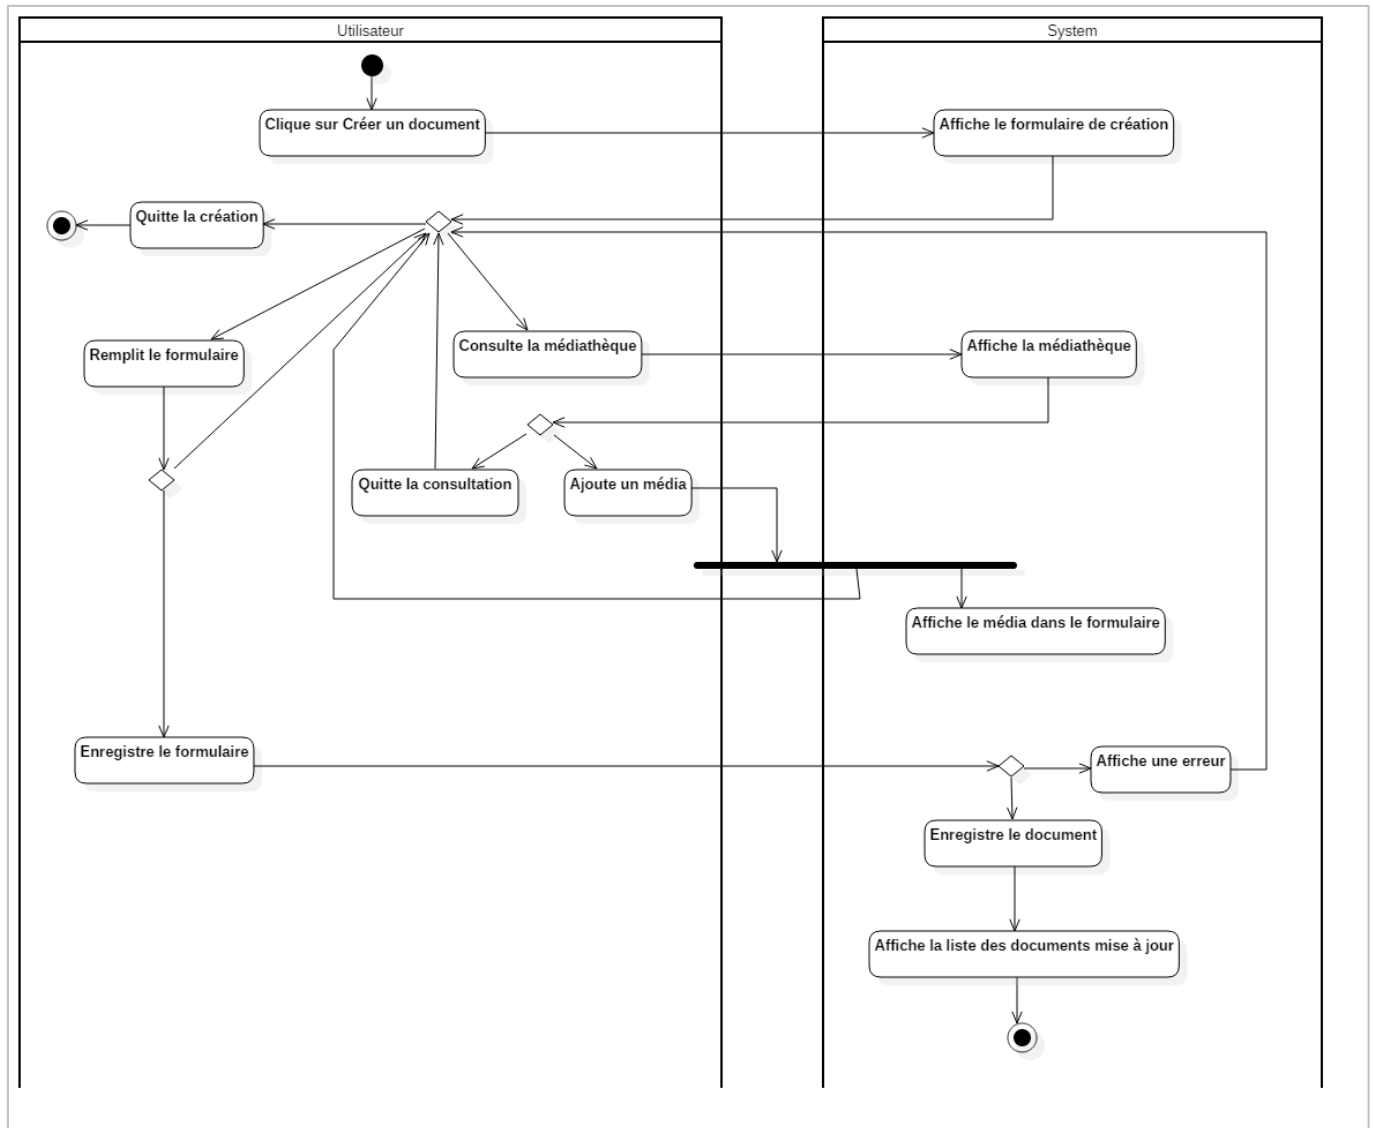 Utilisateur
System
Clique sur Créer un document
Affiche le formulaire de création
Quitte la création
Remplit le formulaire
Consulte la médiathèque
Affiche la médiathèque
Quitte la consultation
Ajoute un média
Affiche le média dans le formulaire
Enregistre le formulaire
Affiche une erreur
Enregistre le document
Affiche la liste des documents mise à jour